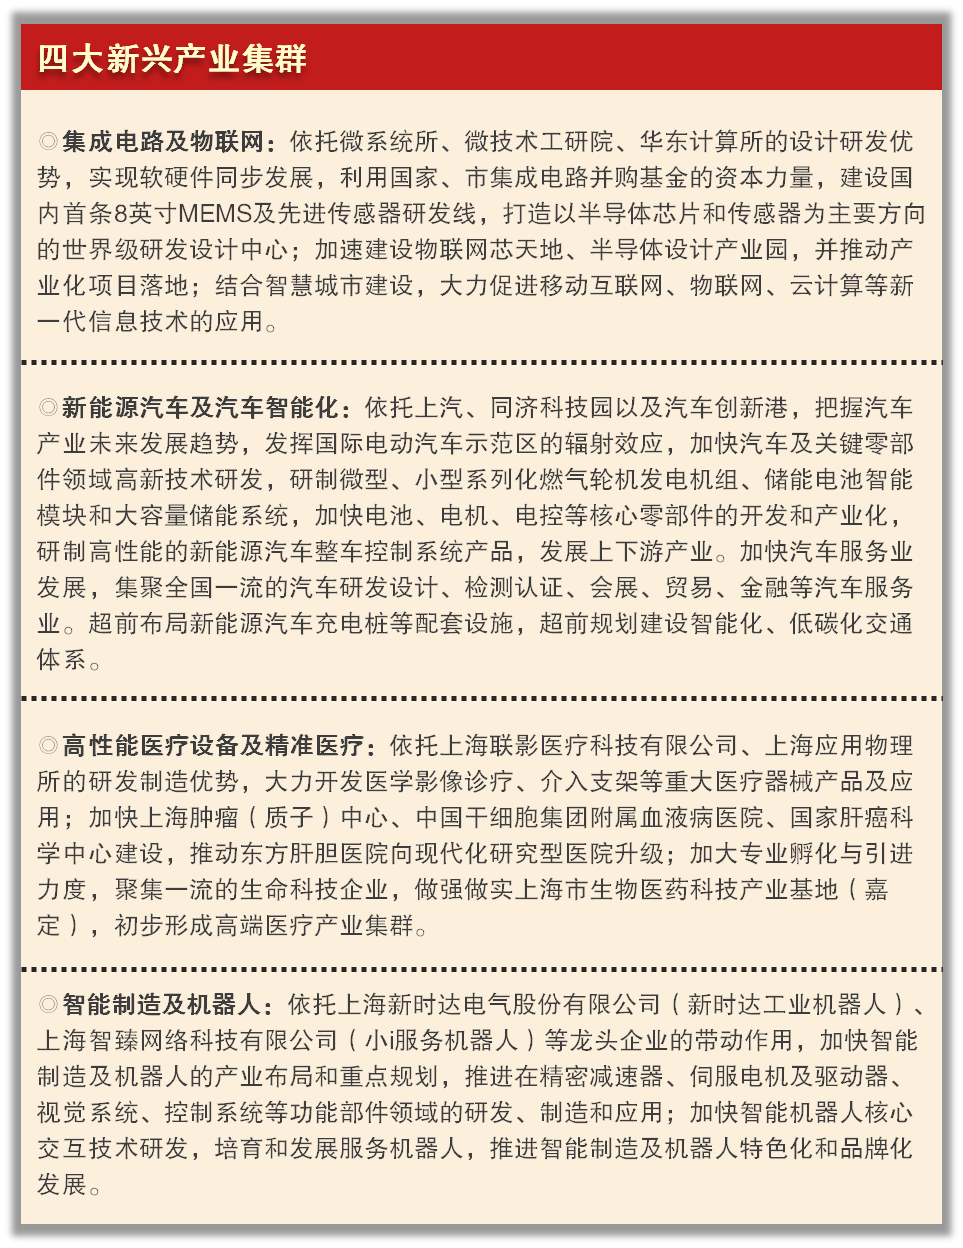 四大新兴产业集群
◎集成电路及物联网：依托微系统所、微技术工研院、华东计算所的设计研发优
势，实现软硬件同步发展，利用国家、市集成电路并购基金的资本力量，建设国
内首条8英寸MEMS及先进传感器研发线，打造以半导体芯片和传感器为主要方向
的世界级研发设计中心；加速建设物联网芯天地、半导体设计产业园，并推动产
业化项目落地；结合智慧城市建设，大力促进移动互联网、物联网、云计算等新
一代信息技术的应用。
◎新能源汽车及汽车智能化：依托上汽、同济科技园以及汽车创新港，把握汽车
产业未来发展趋势，发挥国际电动汽车示范区的辐射效应，加快汽车及关键零部
件领域高新技术研发，研制微型、小型系列化燃气轮机发电机组、储能电池智能
模块和大容量储能系统，加快电池、电机、电控等核心零部件的开发和产业化，
研制高性能的新能源汽车整车控制系统产品，发展上下游产业。加快汽车服务业
发展，集聚全国一流的汽车研发设计、检测认证、会展、贸易、金融等汽车服务
业。超前布局新能源汽车充电桩等配套设施，超前规划建设智能化、低碳化交通
体系。
◎高性能医疗设备及精准医疗：依托上海联影医疗科技有限公司、上海应用物理
所的研发制造优势，大力开发医学影像诊疗、介入支架等重大医疗器械产品及应
用；加快上海肿瘤（质子）中心、中国干细胞集团附属血液病医院、国家肝癌科
学中心建设，推动东方肝胆医院向现代化研究型医院升级；加大专业孵化与引进
力度，聚集一流的生命科技企业，做强做实上海市生物医药科技产业基地（嘉
定），初步形成高端医疗产业集群。
◎智能制造及机器人：依托上海新时达电气股份有限公司（新时达工业机器人）、
上海智臻网络科技有限公司（小i服务机器人）等龙头企业的带动作用，加快智能
制造及机器人的产业布局和重点规划，推进在精密减速器、伺服电机及驱动器、
视觉系统、控制系统等功能部件领域的研发、制造和应用；加快智能机器人核心
交互技术研发，培育和发展服务机器人，推进智能制造及机器人特色化和品牌化
发展。